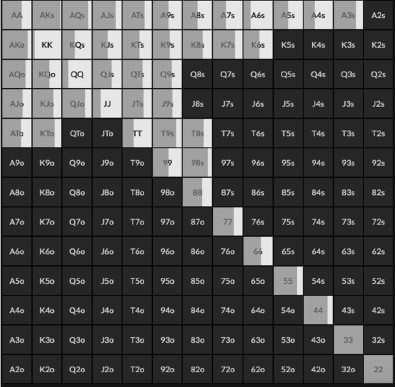 AA AKs AQs AJs ATs A9s A8s A7s A6s A5s A4s A3s A2s
AKo KK KQs KJs KTs K9s K8s K7s K6s K5s K4s K3s K2s
AQo KQo QQ QJs QTs Q9s Q8s Q7s Q6s Q5s Q4s Q3s Q2s
AJo KJo QJo JJ JTs J9s J8s J7s J6s J5s J4s J3s J2s
ATo KTo QTo JTo TT T9s T8s T7s T6s T5s T4s T3s T2s
A9o K9o Q9o J9o T9o 99 98s 97s 96s 95s 94s 93s 92s
A8o K8o Q8o J8o T8o 98o 88 87s 86s 85s 84s 83s 82s
A7o K7o Q7o J7o T7o 97o 87o 77 76s 75s 74s 73s 72s
A6o K6o Q6o J6o T6o 96o 86o 76o 66 65s 64s 63s 62s
A5o K5o Q5o J5o T5o 95o 85o 75o 65o 55 54s 53s 52s
A4o K4o Q4o J4o T4o 94o 84o 74o 64o 54o 44 43s 42s
A3o K3o Q3o J3o T3o 93o 83o 73o 63o 53o 43o 33 32s
A2o K2o Q2o J2o T2o 92o 82o 72o 62o 52o 42o 32o 22